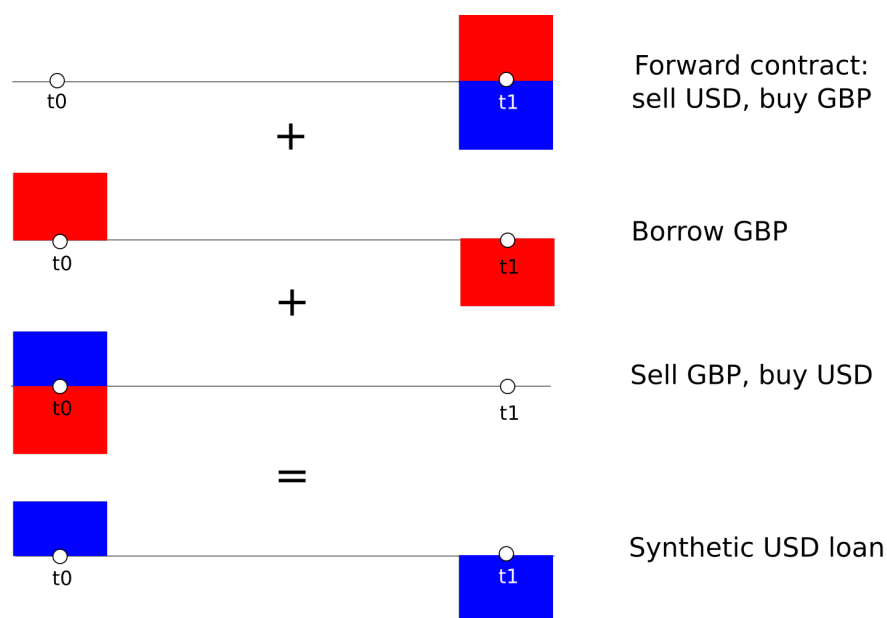 Forward contract:
sell USD, buy GBP
t0
t1
+
Borrow GBP
t0
t1
+
Sell GBP, buy USD
t0
t1
=
Synthetic USD loan
t0
t1